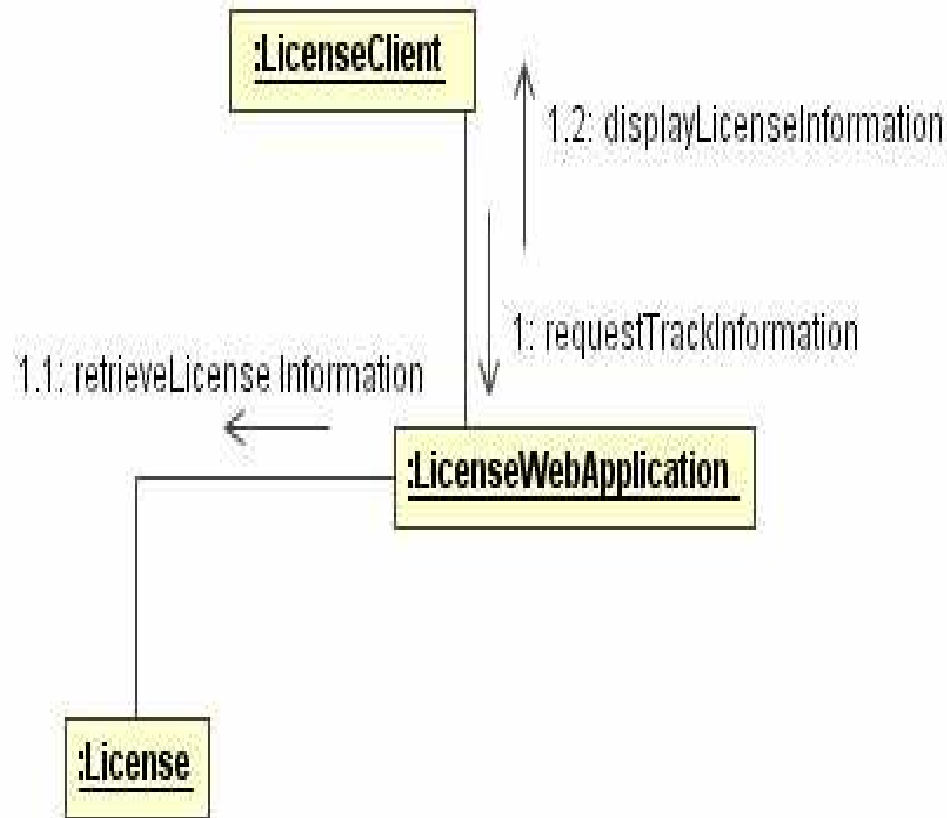 :LicenseClient
1.2: displayLicenseInformation
1: requestTrackInformation
1.1: retrieveLicense Information
:LicenseWebApplication
:License